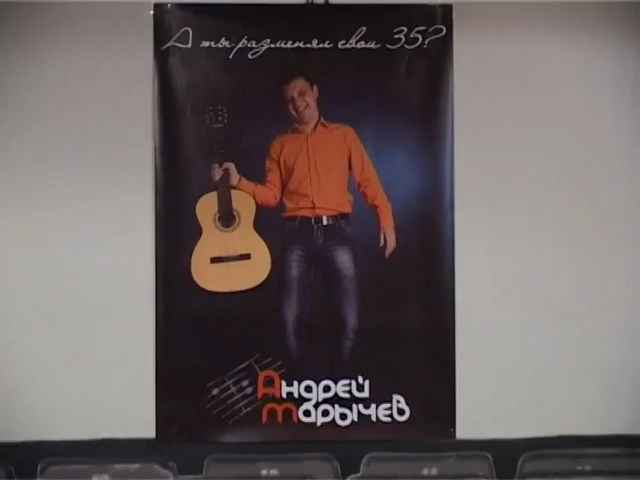 А ты разменял свои 35?
Андрей
Марычев